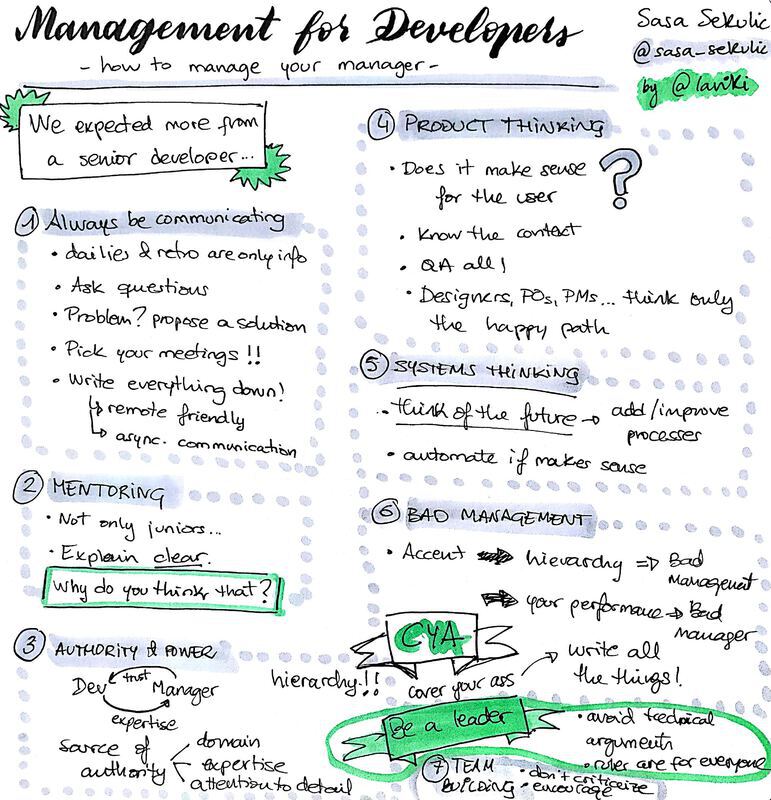 Management for Developers
- how to manage your manager -
Sasa Sekulic
@sasa_sekulic
by @laviki
We expected more from
a senior developer...
1 Always be communicating
• dailies & retro are only info
• Ask questions
• Problem? propose a solution
• Pick your meetings !!
• Write everything down!
remote friendly
async. communication
2 MENTORING
• Not only juniors...
• Explain clear.
Why do you think that?
3 AUTHORITY & POWER
Dev trust Manager
expertise
hierarchy!!
source of
authority
domain
expertise
attention to detail
4 PRODUCT THINKING
• Does it make sense
for the user
?
• Know the context
• QA all!
• Designers, POs, PMs... think only
the happy path
5 SYSTEMS THINKING
• think of the future → add/improve
processes
• automate if makes sense
6 BAD MANAGEMENT
• Accent → hierarchy ⇒ Bad
Management
→ your performance → Bad
manager
CYA
cover your ass
write all
the things!
Be a leader
• avoid technical
arguments
• rules are for everyone
7 TEAM
BUILDING
• don't criticize
• encourage